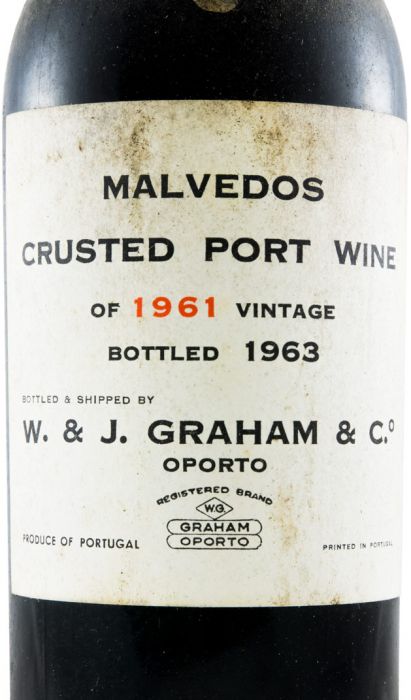 MALVEDOS
CRUSTED PORT WINE
OF 1961 VINTAGE
BOTTLED 1963
BOTTLED & SHIPPED BY
W. & J. GRAHAM & C.º
OPORTO
REGISTERED BRAND
W.G.
GRAHAM
OPORTO
PRODUCE OF PORTUGAL
PRINTED IN PORTUGAL